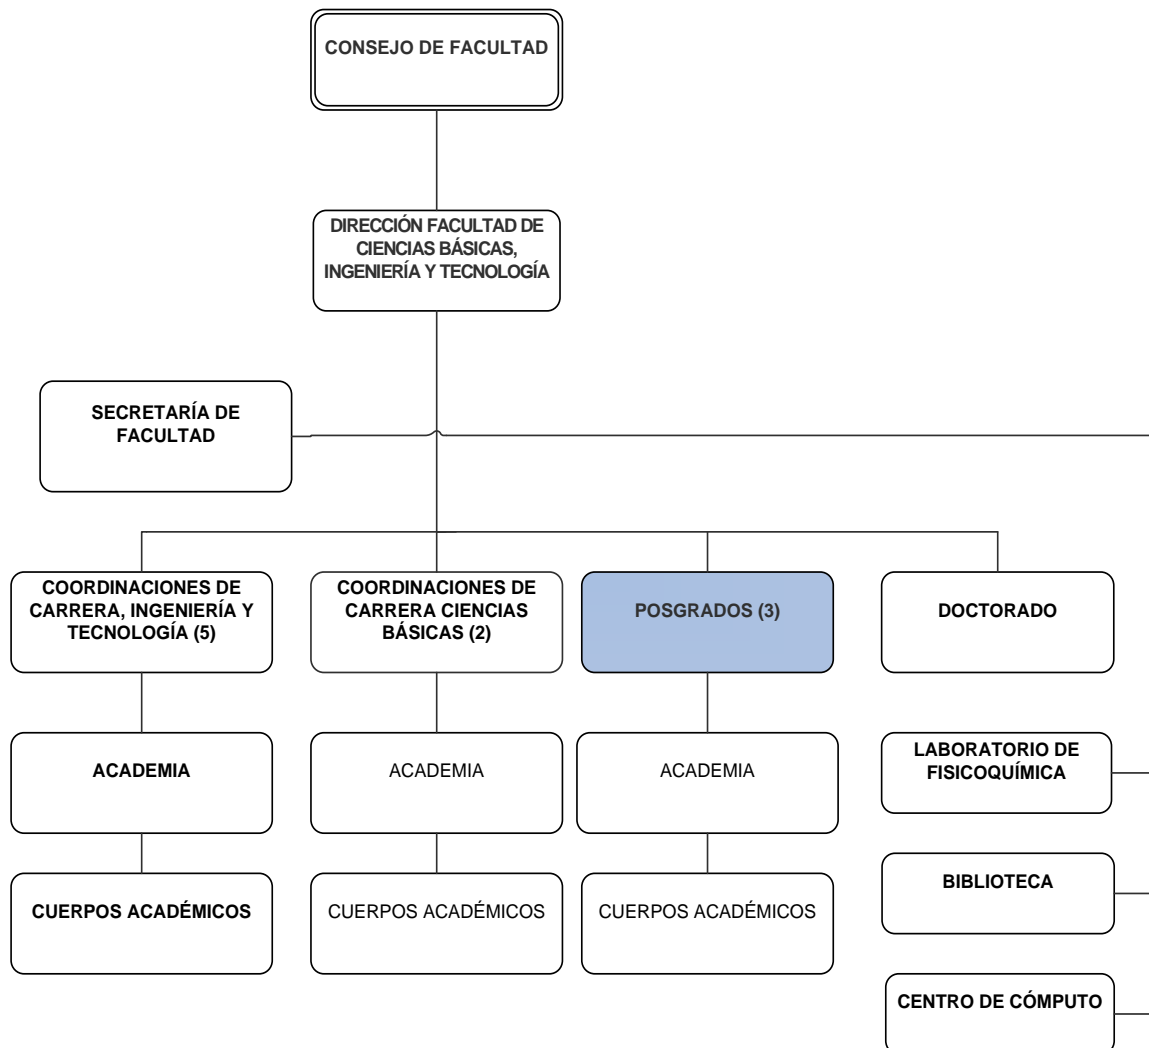 CONSEJO DE FACULTAD
DIRECCIÓN FACULTAD DE
CIENCIAS BÁSICAS,
INGENIERÍA Y TECNOLOGÍA
SECRETARÍA DE
FACULTAD
COORDINACIONES DE
CARRERA, INGENIERÍA Y
TECNOLOGÍA (5)
COORDINACIONES DE
CARRERA CIENCIAS
BÁSICAS (2)
POSGRADOS (3)
DOCTORADO
ACADEMIA
ACADEMIA
ACADEMIA
LABORATORIO DE
FISICOQUÍMICA
CUERPOS ACADÉMICOS
CUERPOS ACADÉMICOS
CUERPOS ACADÉMICOS
BIBLIOTECA
CENTRO DE CÓMPUTO